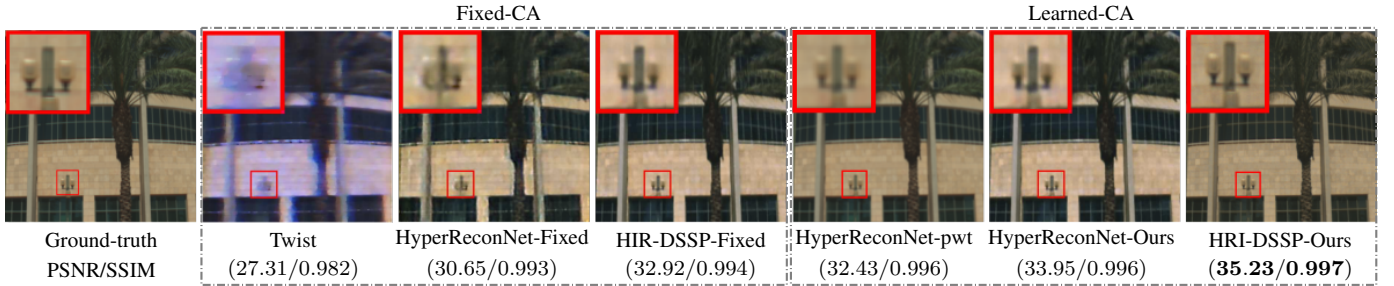 Fixed-CA Learned-CA
Ground-truth Twist HyperReconNet-Fixed HIR-DSSP-Fixed HyperReconNet-pwt HyperReconNet-Ours HRI-DSSP-Ours
PSNR/SSIM (27.31/0.982) (30.65/0.993) (32.92/0.994) (32.43/0.996) (33.95/0.996) (35.23/0.997)